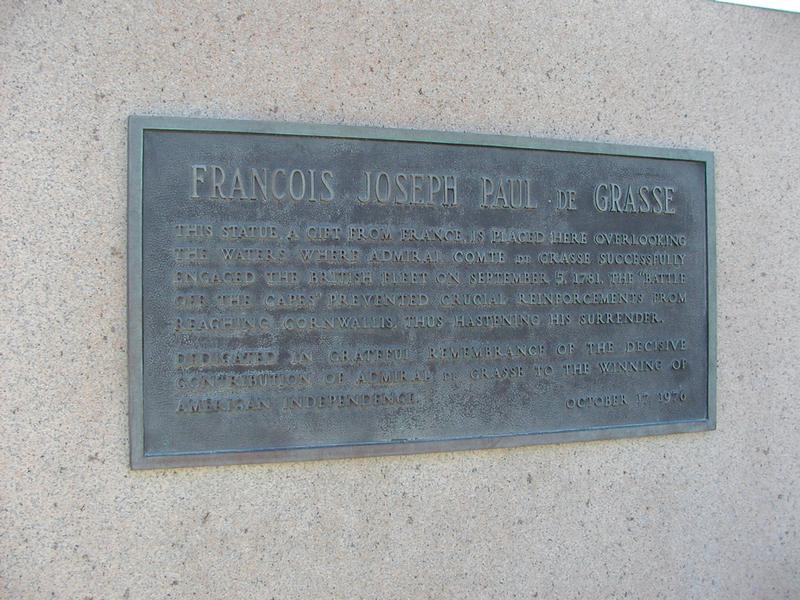 FRANCOIS JOSEPH PAUL DE GRASSE
THIS STATUE, A GIFT FROM FRANCE, IS PLACED HERE OVERLOOKING
THE WATERS WHERE ADMIRAL COMTE DE GRASSE SUCCESSFULLY
ENGAGED THE BRITISH FLEET ON SEPTEMBER 5, 1781. THE "BATTLE
OFF THE CAPES" PREVENTED CRUCIAL REINFORCEMENTS FROM
REACHING CORNWALLIS, THUS HASTENING HIS SURRENDER.
DEDICATED IN GRATEFUL REMEMBRANCE OF THE DECISIVE
CONTRIBUTION OF ADMIRAL DE GRASSE TO THE WINNING OF
AMERICAN INDEPENDENCE. OCTOBER 17, 1976